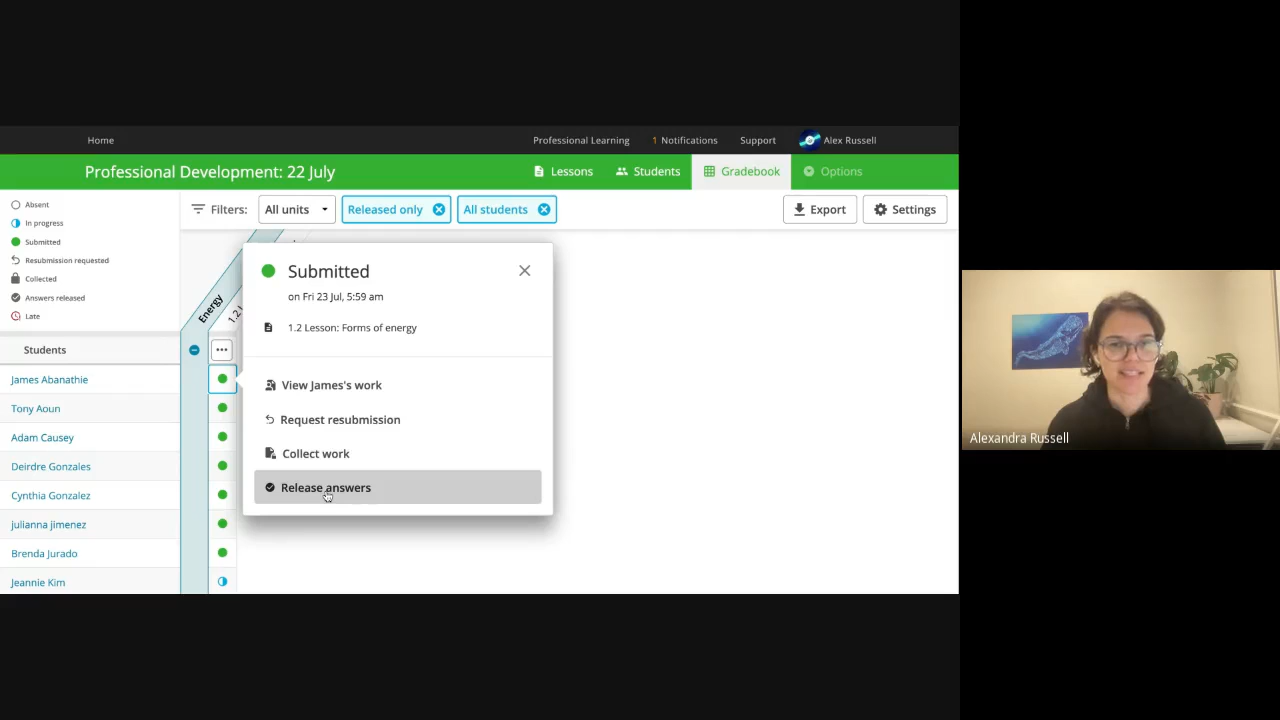 Home
Professional Learning
1 Notifications
Support
Alex Russell
Professional Development: 22 July
Lessons
Students
Gradebook
Options
Absent
In progress
Submitted
Resubmission requested
Collected
Answers released
Late
Filters:
All units
Released only
All students
Export
Settings
Energy
Submitted
on Fri 23 Jul, 5:59 am
1.2 Lesson: Forms of energy
View James's work
Request resubmission
Collect work
Release answers
Students
James Abanathie
Tony Aoun
Adam Causey
Deirdre Gonzales
Cynthia Gonzalez
julianna jimenez
Brenda Jurado
Jeannie Kim
Alexandra Russell